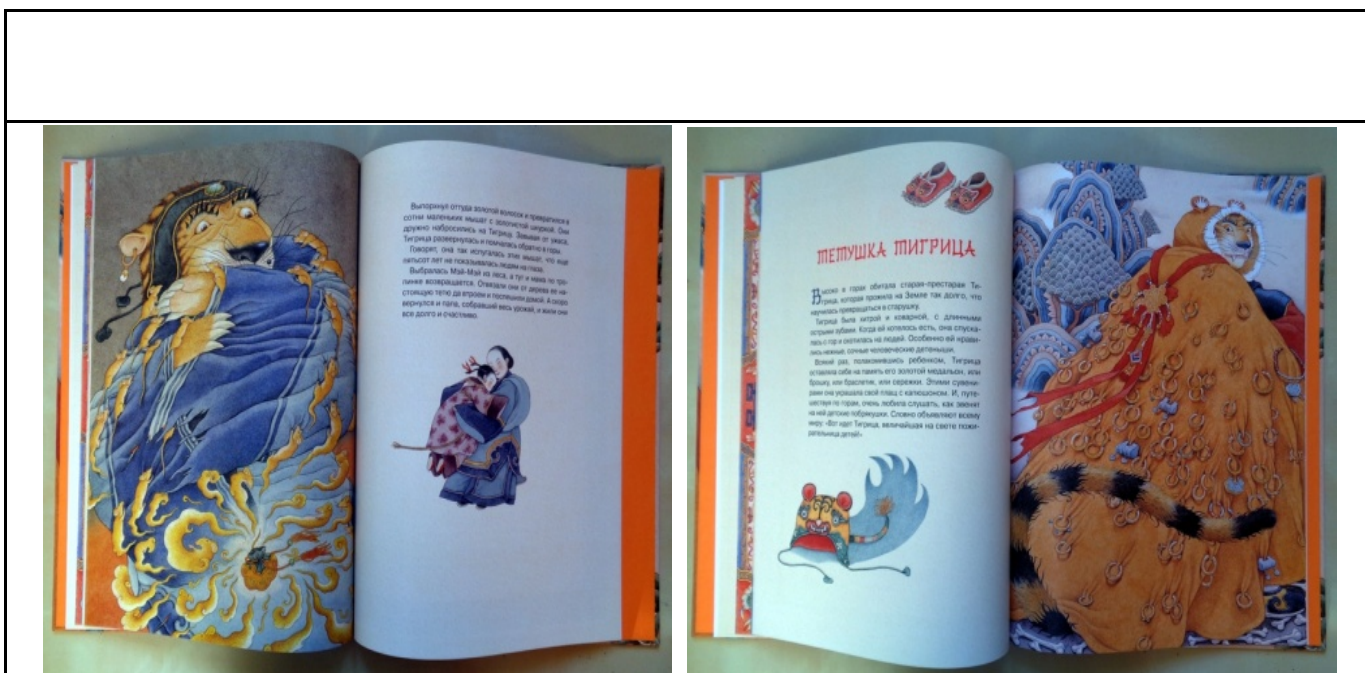 Выпорхнул оттуда золотой волосок и превратился в
сотни маленьких мышат с золотистой шкуркой. Они
дружно набросились на Тигрицу. Завывая от ужаса,
Тигрица развернулась и помчалась обратно в горы.
Говорят, она так испугалась этих мышат, что еще
пятьсот лет не показывалась людям на глаза.
Выбралась Мэй-Мэй из леса, а тут и мама по тро-
пинке возвращается. Отвязали они от дерева ее на-
стоящую тетю да втроем и поспешили домой. А скоро
вернулся и папа, собравший весь урожай, и жили они
все долго и счастливо.
ТЕТУШКА ТИГРИЦА
Высоко в горах обитала старая-престарая Ти-
грица, которая прожила на Земле так долго, что
научилась превращаться в старушку.
Тигрица была хитрой и коварной, с длинными
острыми зубами. Когда ей хотелось есть, она спуска-
лась с гор и охотилась на людей. Особенно ей нрави-
лись нежные, сочные человеческие детеныши.
Всякий раз, полакомившись ребенком, Тигрица
оставляла себе на память его золотой медальон, или
брошку, или браслетик, или сережки. Этими сувени-
рами она украшала свой плащ с капюшоном. И, путе-
шествуя по горам, очень любила слушать, как звенят
на ней детские побрякушки. Словно объявляют всему
миру: «Вот идет Тигрица, величайшая на свете пожи-
рательница детей!»